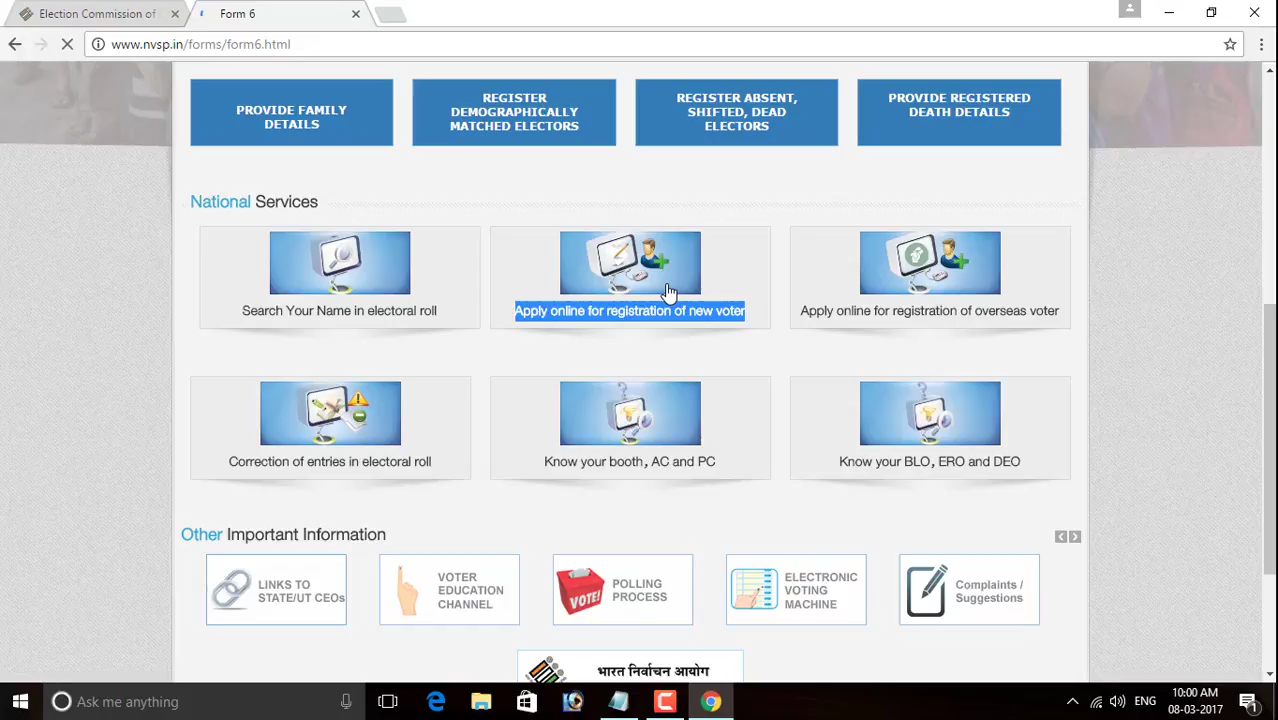 Election Commission of
Form 6
www.nvsp.in/forms/form6.html
PROVIDE FAMILY
DETAILS
REGISTER
DEMOGRAPHICALLY
MATCHED ELECTORS
REGISTER ABSENT,
SHIFTED, DEAD
ELECTORS
PROVIDE REGISTERED
DEATH DETAILS
National Services
Search Your Name in electoral roll
Apply online for registration of new voter
Apply online for registration of overseas voter
Correction of entries in electoral roll
Know your booth, AC and PC
Know your BLO, ERO and DEO
Other Important Information
LINKS TO
STATE/UT CEOs
VOTER
EDUCATION
CHANNEL
VOTE!
POLLING
PROCESS
ELECTRONIC
VOTING
MACHINE
Complaints /
Suggestions
भारत निर्वाचन आयोग
Ask me anything
ENG
10:00 AM
08-03-2017
1